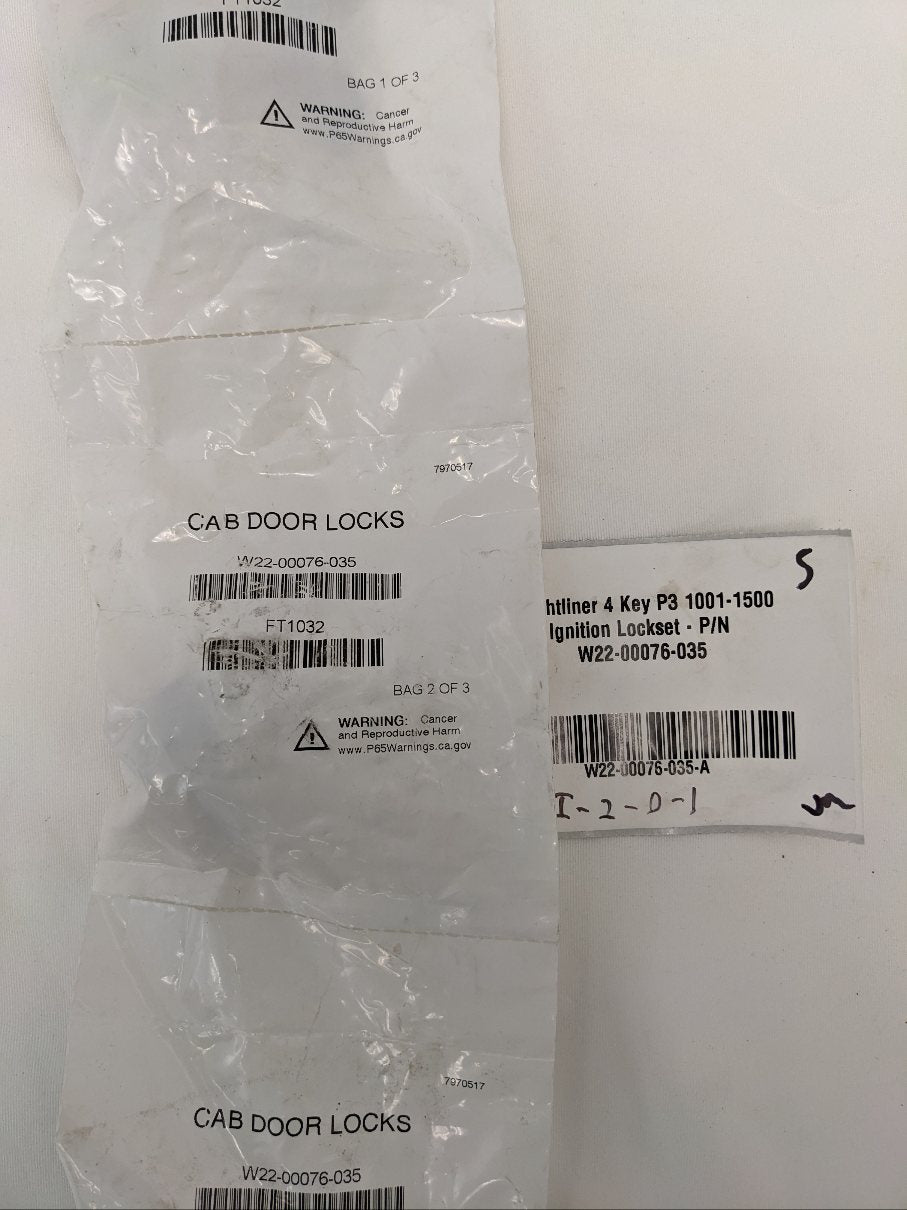 FT1032
BAG 1 OF 3
WARNING: Cancer
and Reproductive Harm
www.P65Warnings.ca.gov
7970517
CAB DOOR LOCKS
W22-00076-035
FT1032
BAG 2 OF 3
WARNING: Cancer
and Reproductive Harm
www.P65Warnings.ca.gov
S
htliner 4 Key P3 1001-1500
Ignition Lockset - P/N
W22-00076-035
W22-00076-035-A
I-2-D-1
7970517
CAB DOOR LOCKS
W22-00076-035